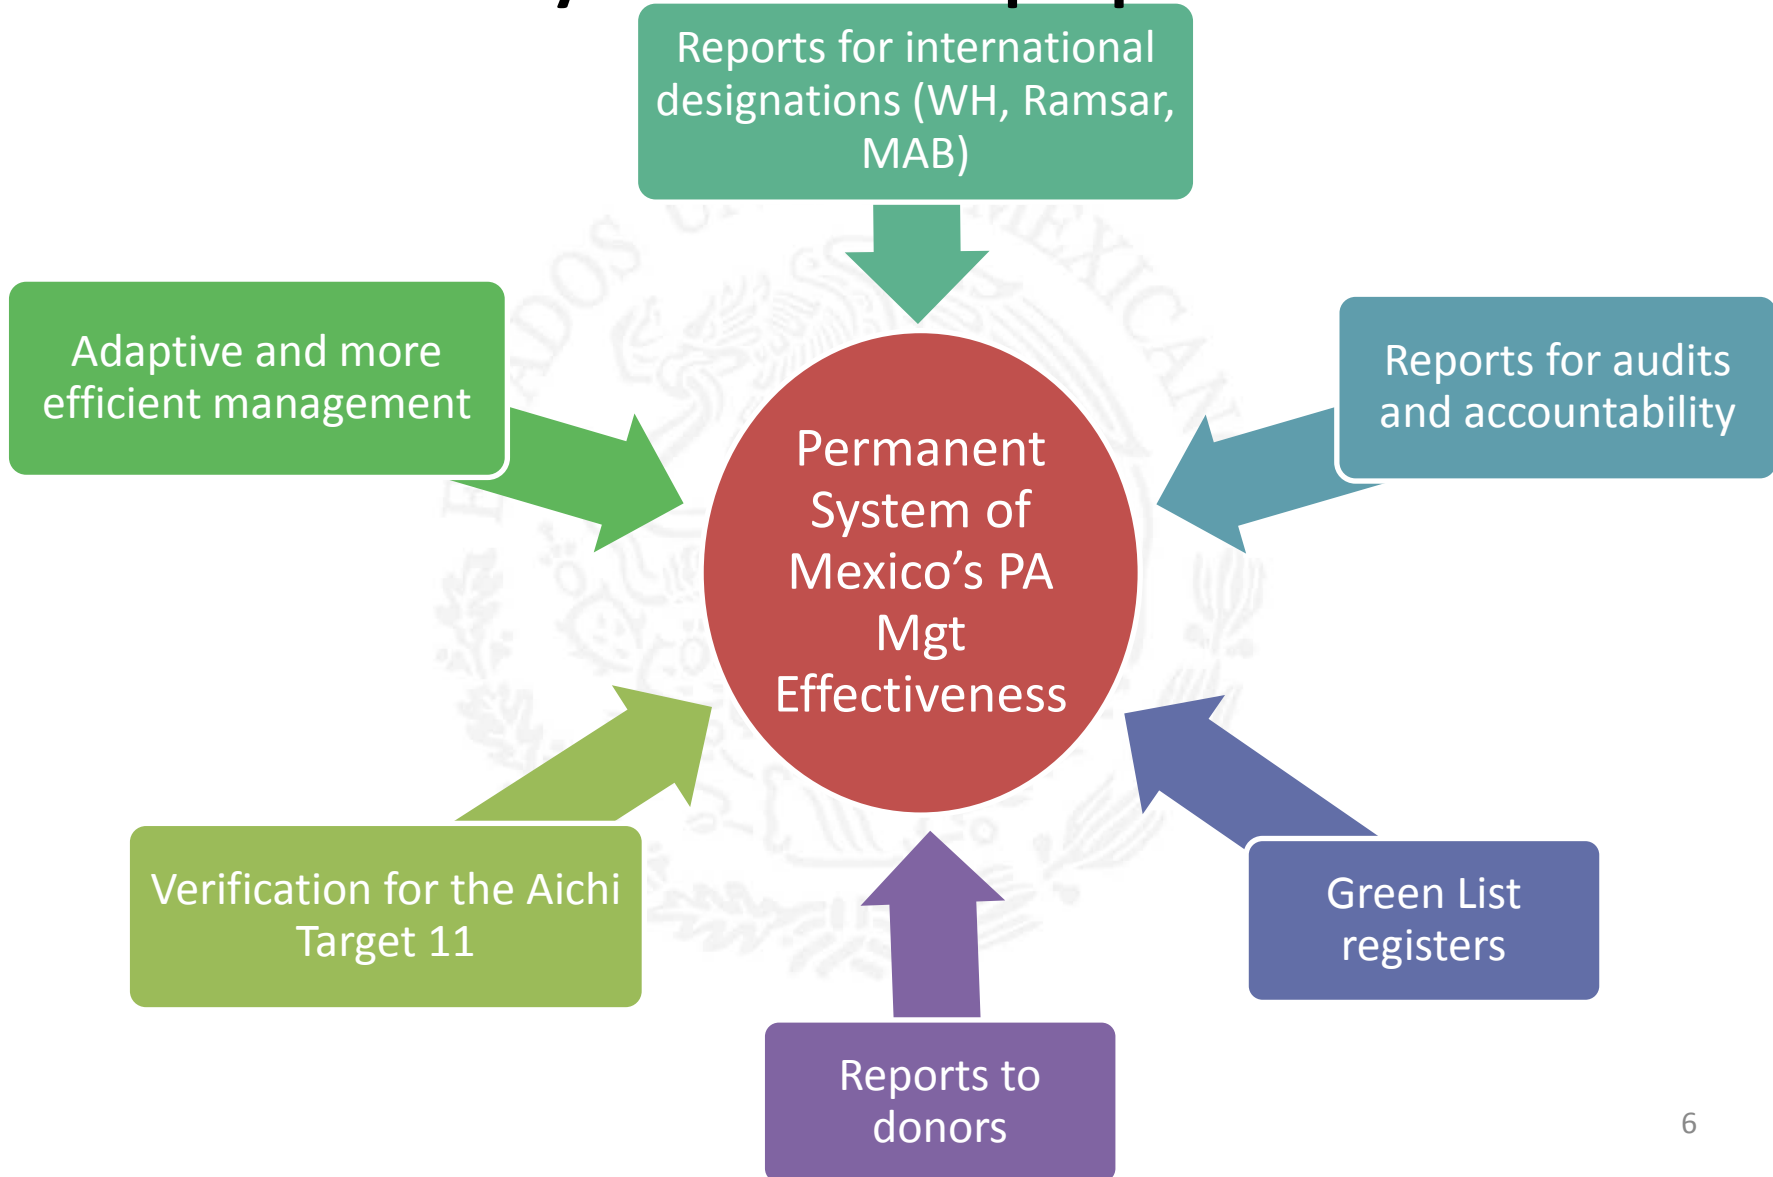 Reports for international
designations (WH, Ramsar,
MAB)
Adaptive and more
efficient management
Reports for audits
and accountability
Permanent
System of
Mexico’s PA
Mgt
Effectiveness
Verification for the Aichi
Target 11
Green List
registers
Reports to
donors
6